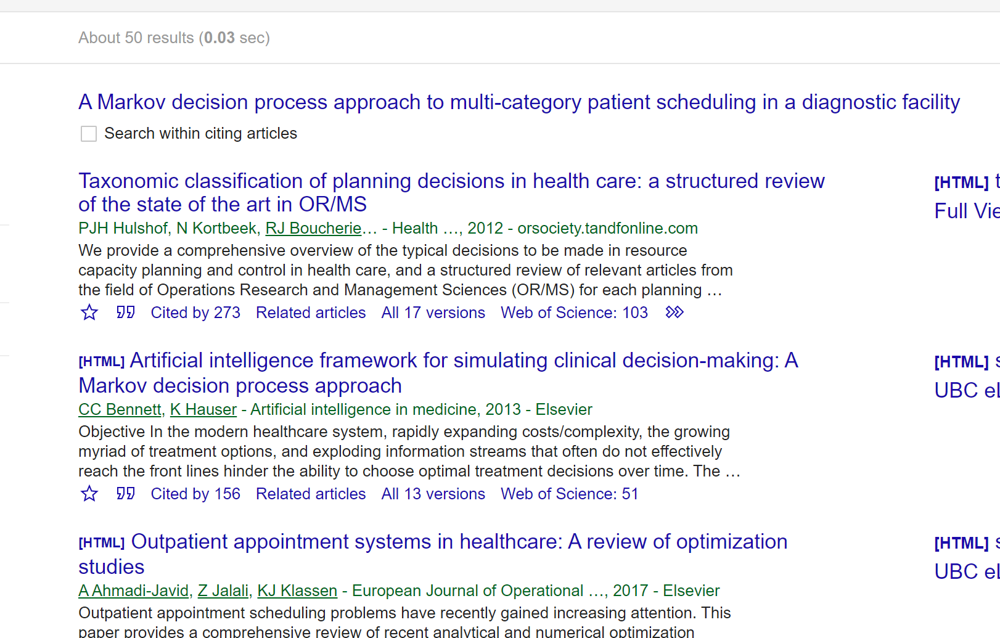 About 50 results (0.03 sec)
A Markov decision process approach to multi-category patient scheduling in a diagnostic facility
Search within citing articles
Taxonomic classification of planning decisions in health care: a structured review
of the state of the art in OR/MS
PJH Hulshof, N Kortbeek, RJ Boucherie… - Health …, 2012 - orsociety.tandfonline.com
We provide a comprehensive overview of the typical decisions to be made in resource
capacity planning and control in health care, and a structured review of relevant articles from
the field of Operations Research and Management Sciences (OR/MS) for each planning …
Cited by 273 Related articles All 17 versions Web of Science: 103
[HTML]
Full
[HTML] Artificial intelligence framework for simulating clinical decision-making: A
Markov decision process approach
CC Bennett, K Hauser - Artificial intelligence in medicine, 2013 - Elsevier
Objective In the modern healthcare system, rapidly expanding costs/complexity, the growing
myriad of treatment options, and exploding information streams that often do not effectively
reach the front lines hinder the ability to choose optimal treatment decisions over time. The …
Cited by 156 Related articles All 13 versions Web of Science: 51
[HTML]
UBC
[HTML] Outpatient appointment systems in healthcare: A review of optimization
studies
A Ahmadi-Javid, Z Jalali, KJ Klassen - European Journal of Operational …, 2017 - Elsevier
Outpatient appointment scheduling problems have recently gained increasing attention. This
paper provides a comprehensive review of recent analytical and numerical optimization
[HTML]
UBC